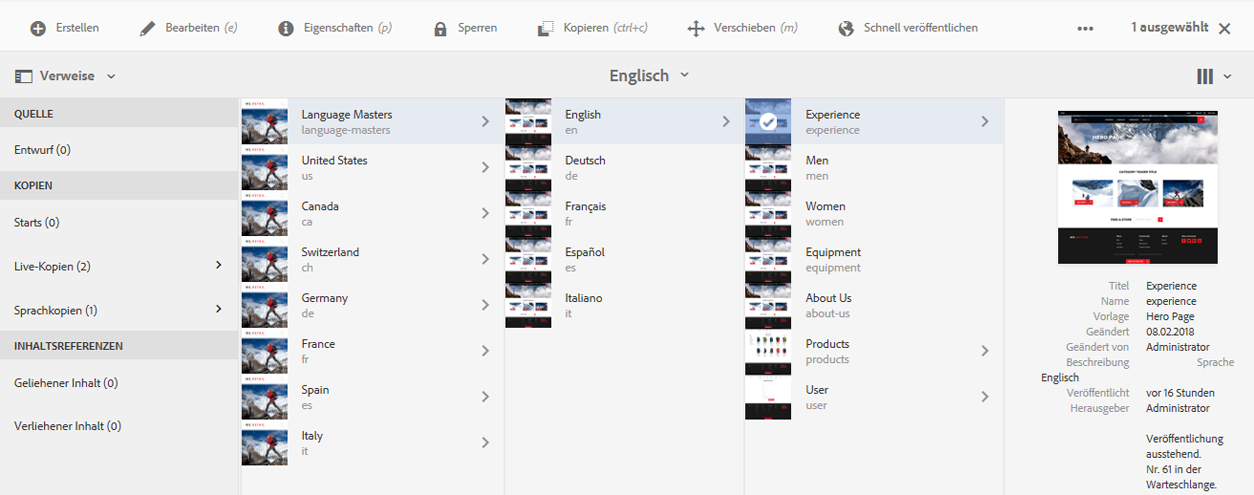 Erstellen
Bearbeiten (e)
Eigenschaften (p)
Sperren
Kopieren (ctrl+c)
Verschieben (m)
Schnell veröffentlichen
1 ausgewählt
Verweise
Englisch
QUELLE
Entwurf (0)
KOPIEN
Starts (0)
Live-Kopien (2)
Sprachkopien (1)
INHALTSREFERENZEN
Geliehener Inhalt (0)
Verliehener Inhalt (0)
Language Masters
language-masters
United States
us
Canada
ca
Switzerland
ch
Germany
de
France
fr
Spain
es
Italy
it
English
en
Deutsch
de
Français
fr
Español
es
Italiano
it
Experience
experience
Men
men
Women
women
Equipment
equipment
About Us
about-us
Products
products
User
user
HERO PAGE
CATEGORY TEASER TITLE
FIND A STORE
Titel Experience
Name experience
Vorlage Hero Page
Geändert 08.02.2018
Geändert von Administrator
Beschreibung Sprache
Englisch
Veröffentlicht vor 16 Stunden
Herausgeber Administrator
Veröffentlichung
ausstehend.
Nr. 61 in der
Warteschlange.